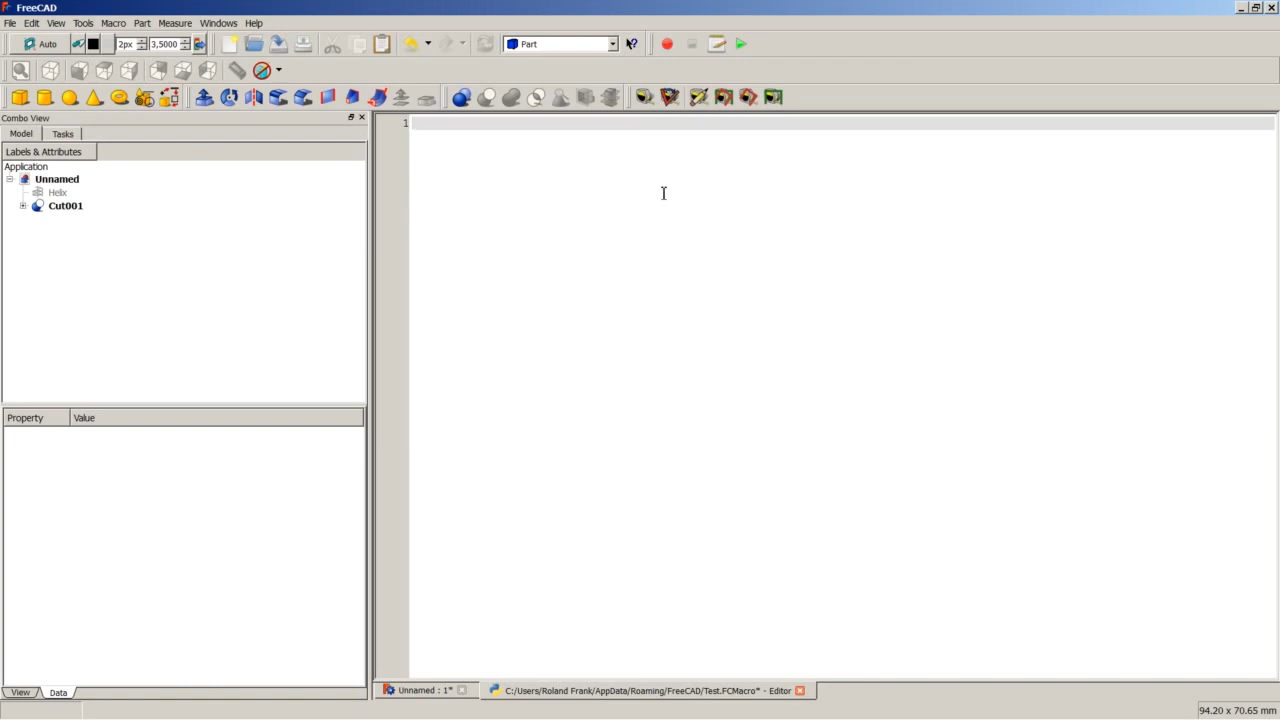 FreeCAD
File Edit View Tools Macro Part Measure Windows Help
Auto 2px 3,5000 Part
Combo View
Model Tasks
Labels & Attributes
Application
Unnamed
Helix
Cut001
1
Property Value
View Data
Unnamed : 1* C:/Users/Roland Frank/AppData/Roaming/FreeCAD/Test.FCMacro* - Editor
94.20 x 70.65 mm